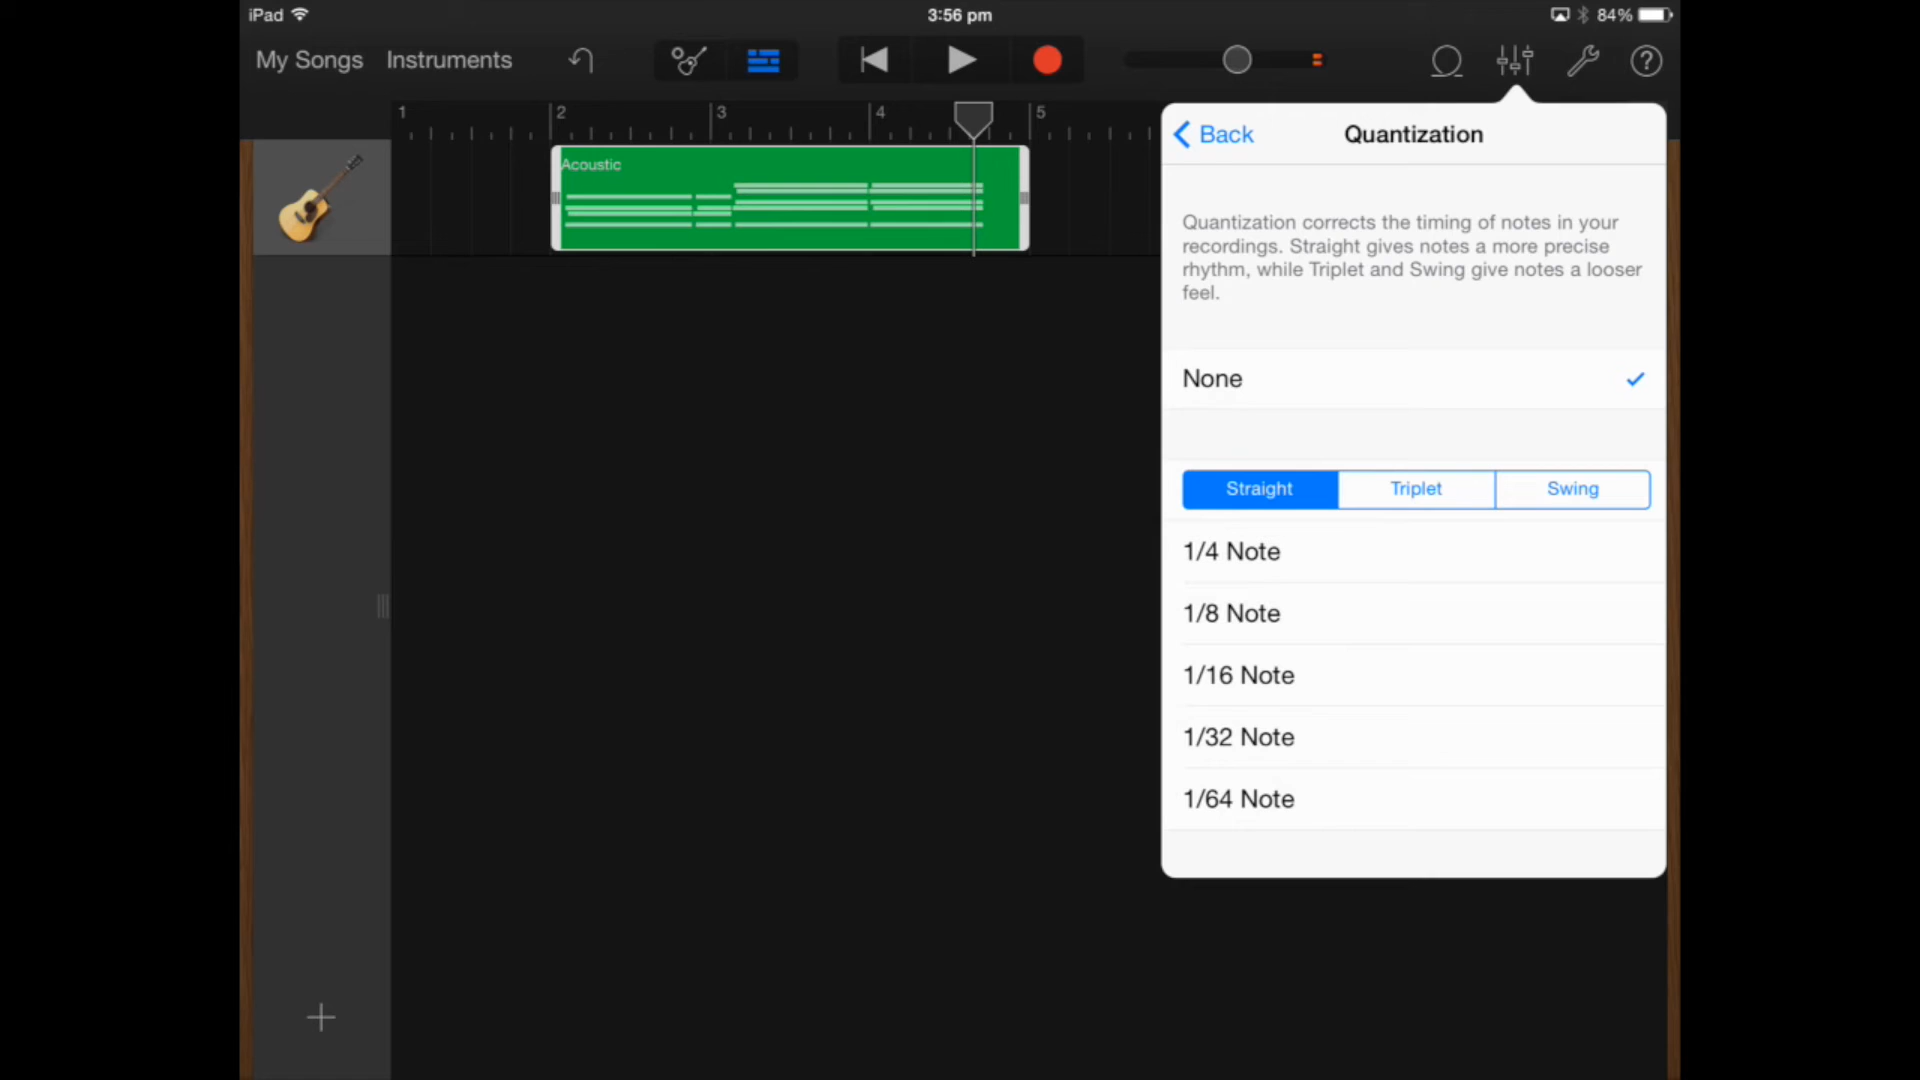 iPad 3:56 pm 84%
My Songs Instruments ?
1 2 3 4 5
Acoustic
Back Quantization
Quantization corrects the timing of notes in your
recordings. Straight gives notes a more precise
rhythm, while Triplet and Swing give notes a looser
feel.
None
Straight Triplet Swing
1/4 Note
1/8 Note
1/16 Note
1/32 Note
1/64 Note